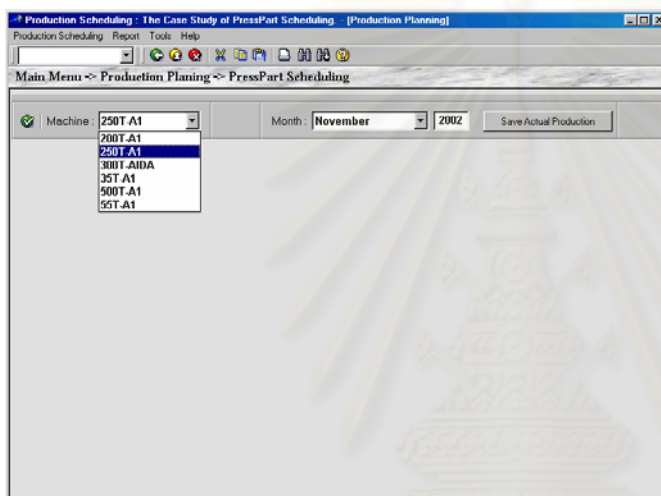 Production Scheduling : The Case Study of PressPart Scheduling. - [Production Planning]
Production Scheduling Report Tools Help
Main Menu -> Production Planing -> PressPart Scheduling
Machine : 250T-A1 Month : November 2002 Save Actual Production
200T-A1
250T-A1
300T-AIDA
35T-A1
500T-A1
55T-A1